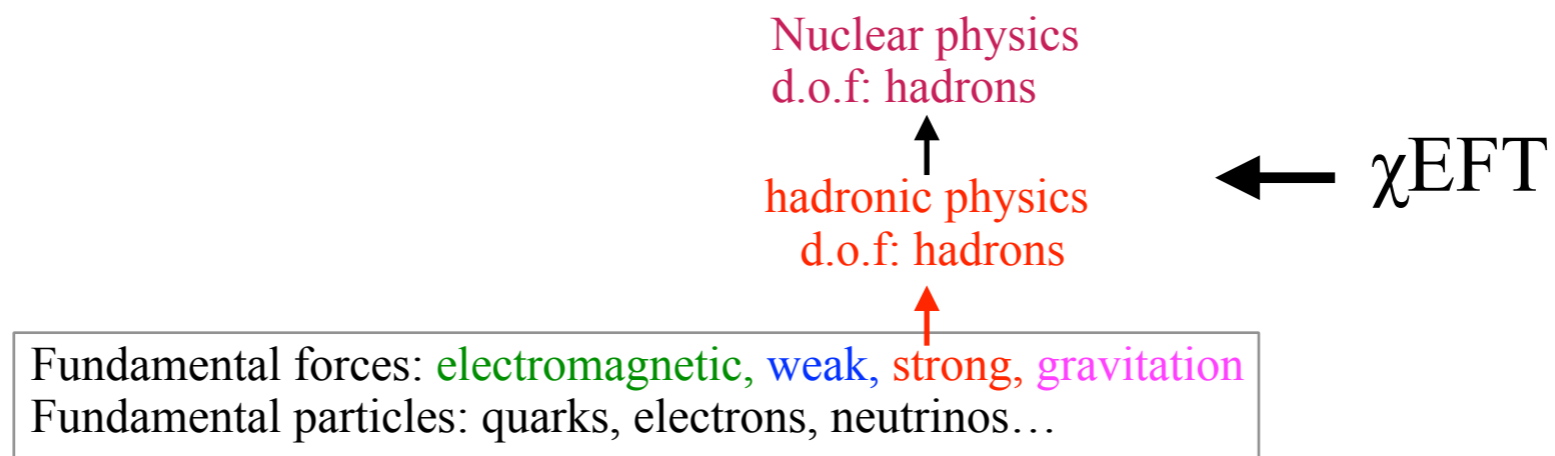 Nuclear physics
d.o.f: hadrons
χEFT
hadronic physics
d.o.f: hadrons
Fundamental forces: electromagnetic, weak, strong, gravitation
Fundamental particles: quarks, electrons, neutrinos…